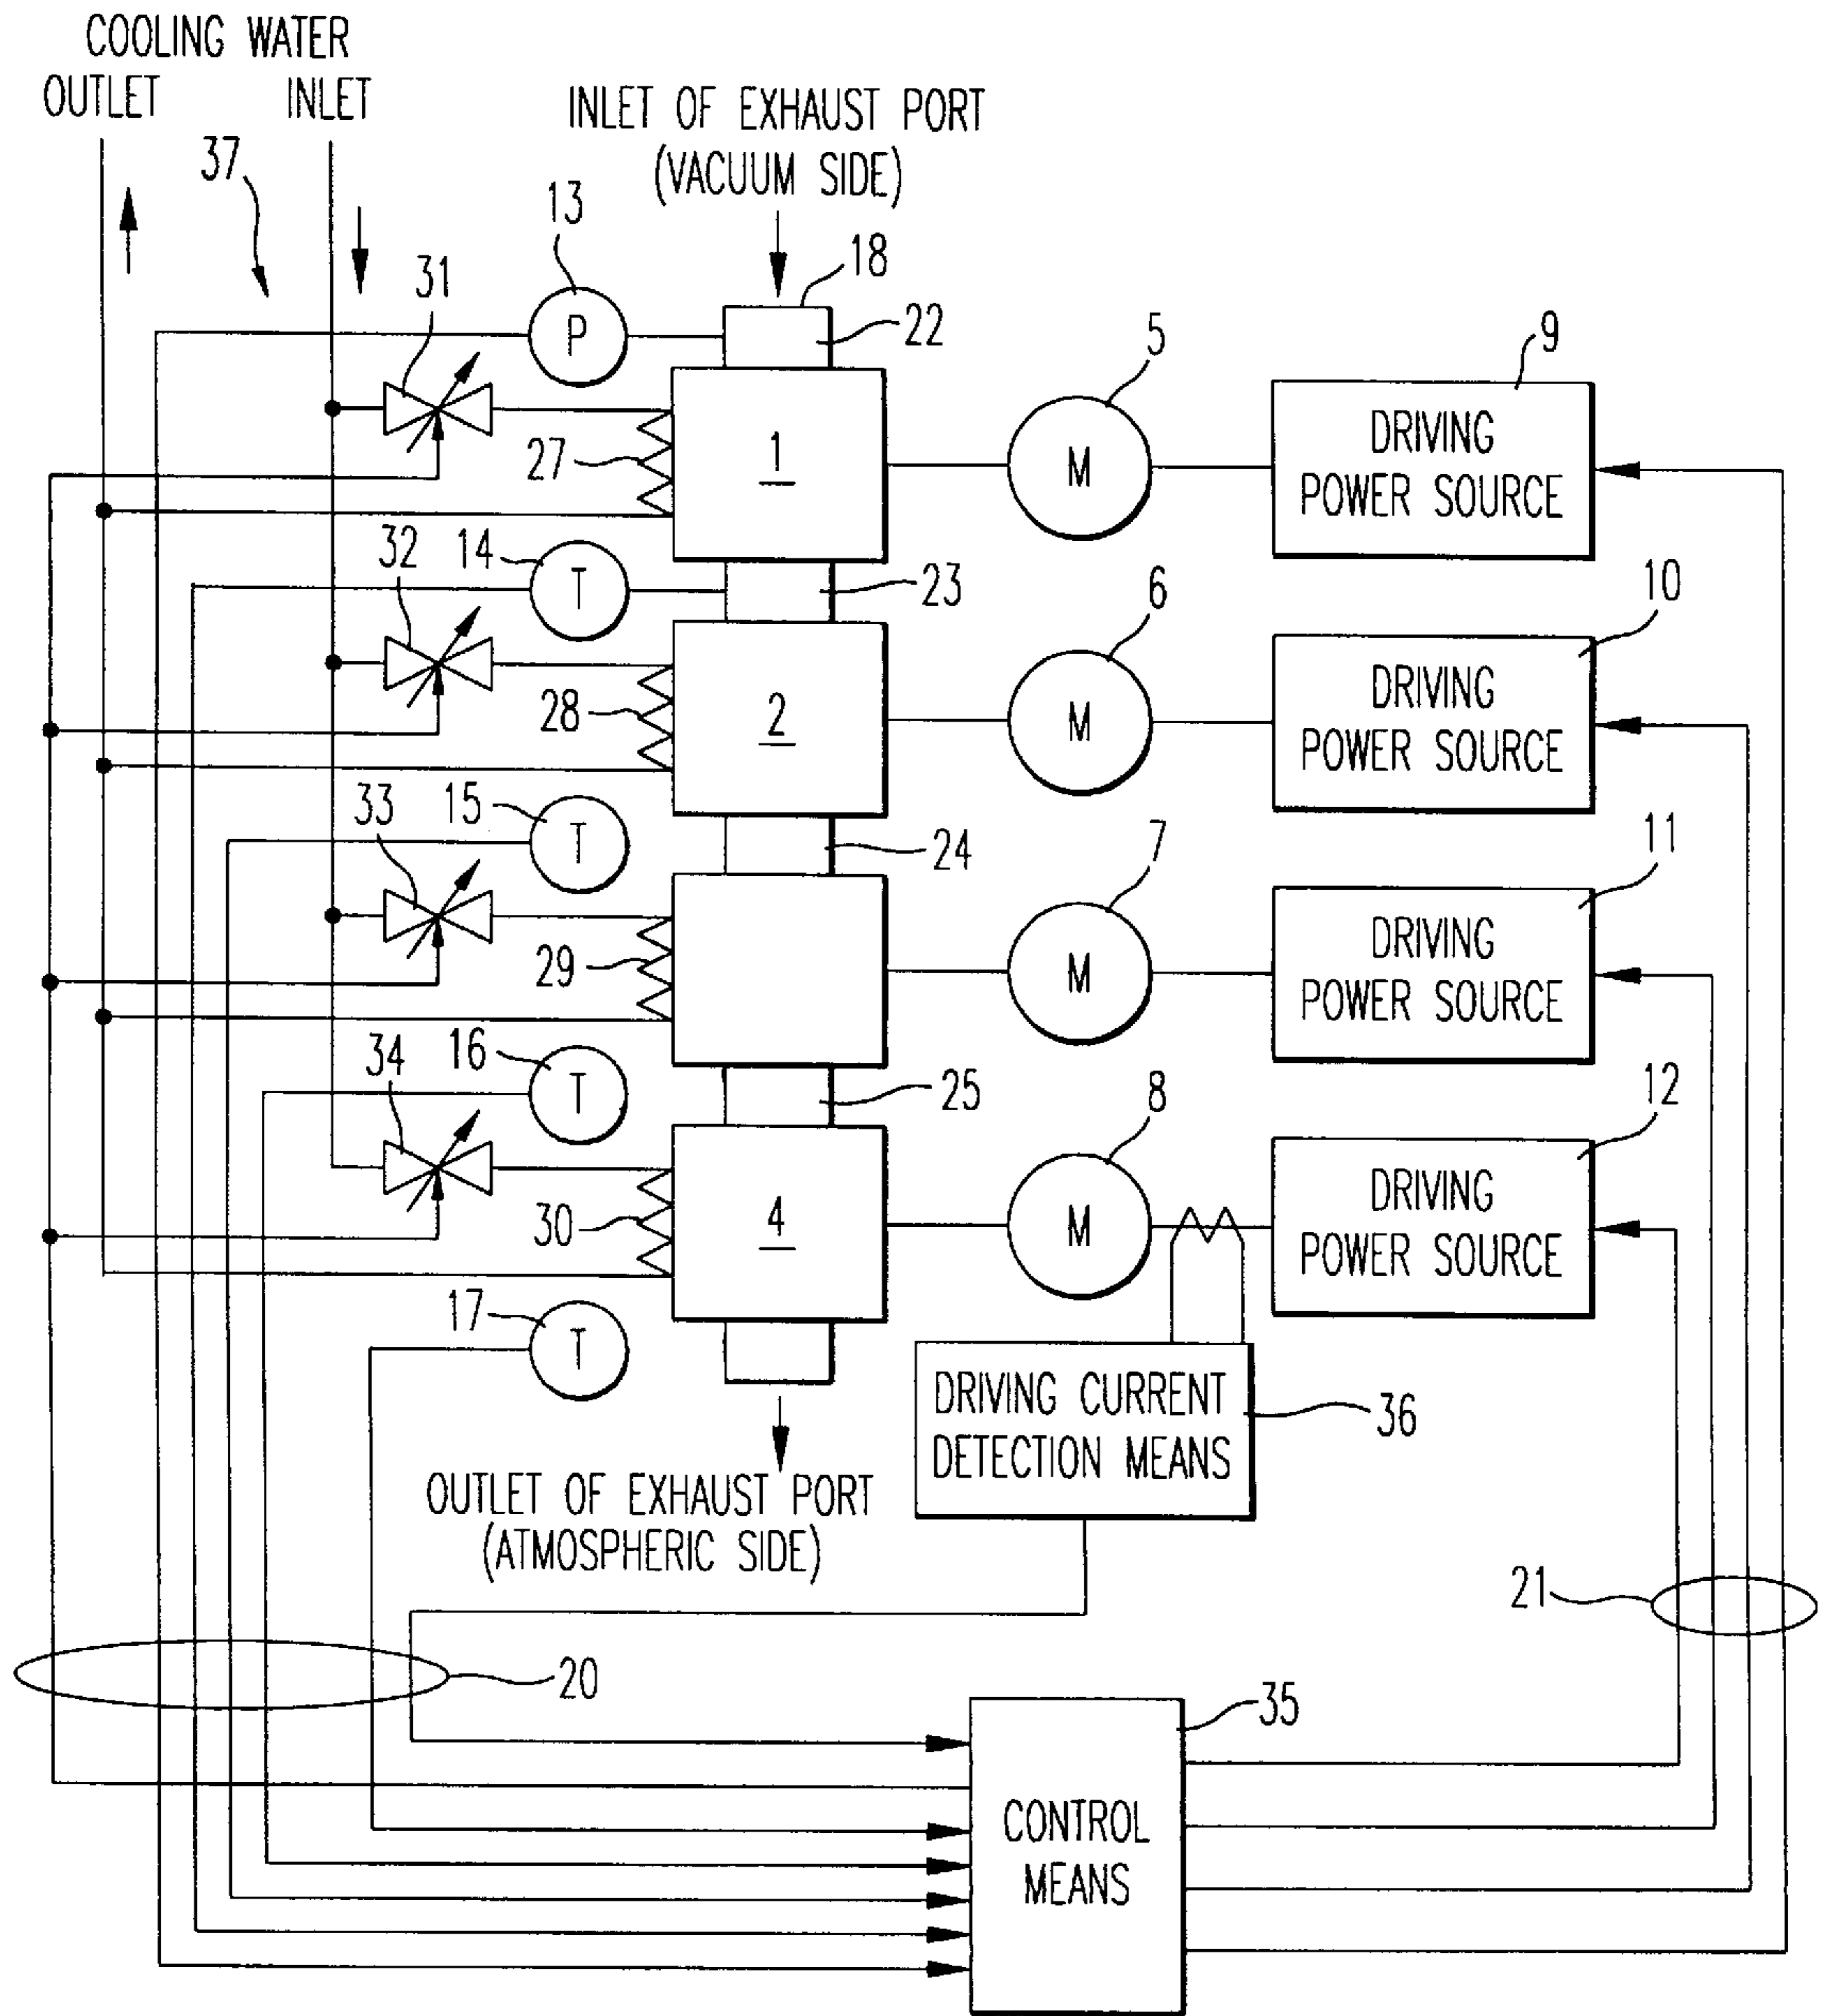 COOLING WATER
OUTLET
INLET
INLET OF EXHAUST PORT
(VACUUM SIDE)
37
13
18
31
P
22
5
9
1
M
DRIVING
POWER SOURCE
27
32
14
T
23
6
10
2
M
DRIVING
POWER SOURCE
28
33
15
T
24
7
11
M
DRIVING
POWER SOURCE
29
34
16
T
25
8
12
4
M
DRIVING
POWER SOURCE
30
17
T
DRIVING CURRENT
DETECTION MEANS
36
OUTLET OF EXHAUST PORT
(ATMOSPHERIC SIDE)
21
20
35
CONTROL
MEANS